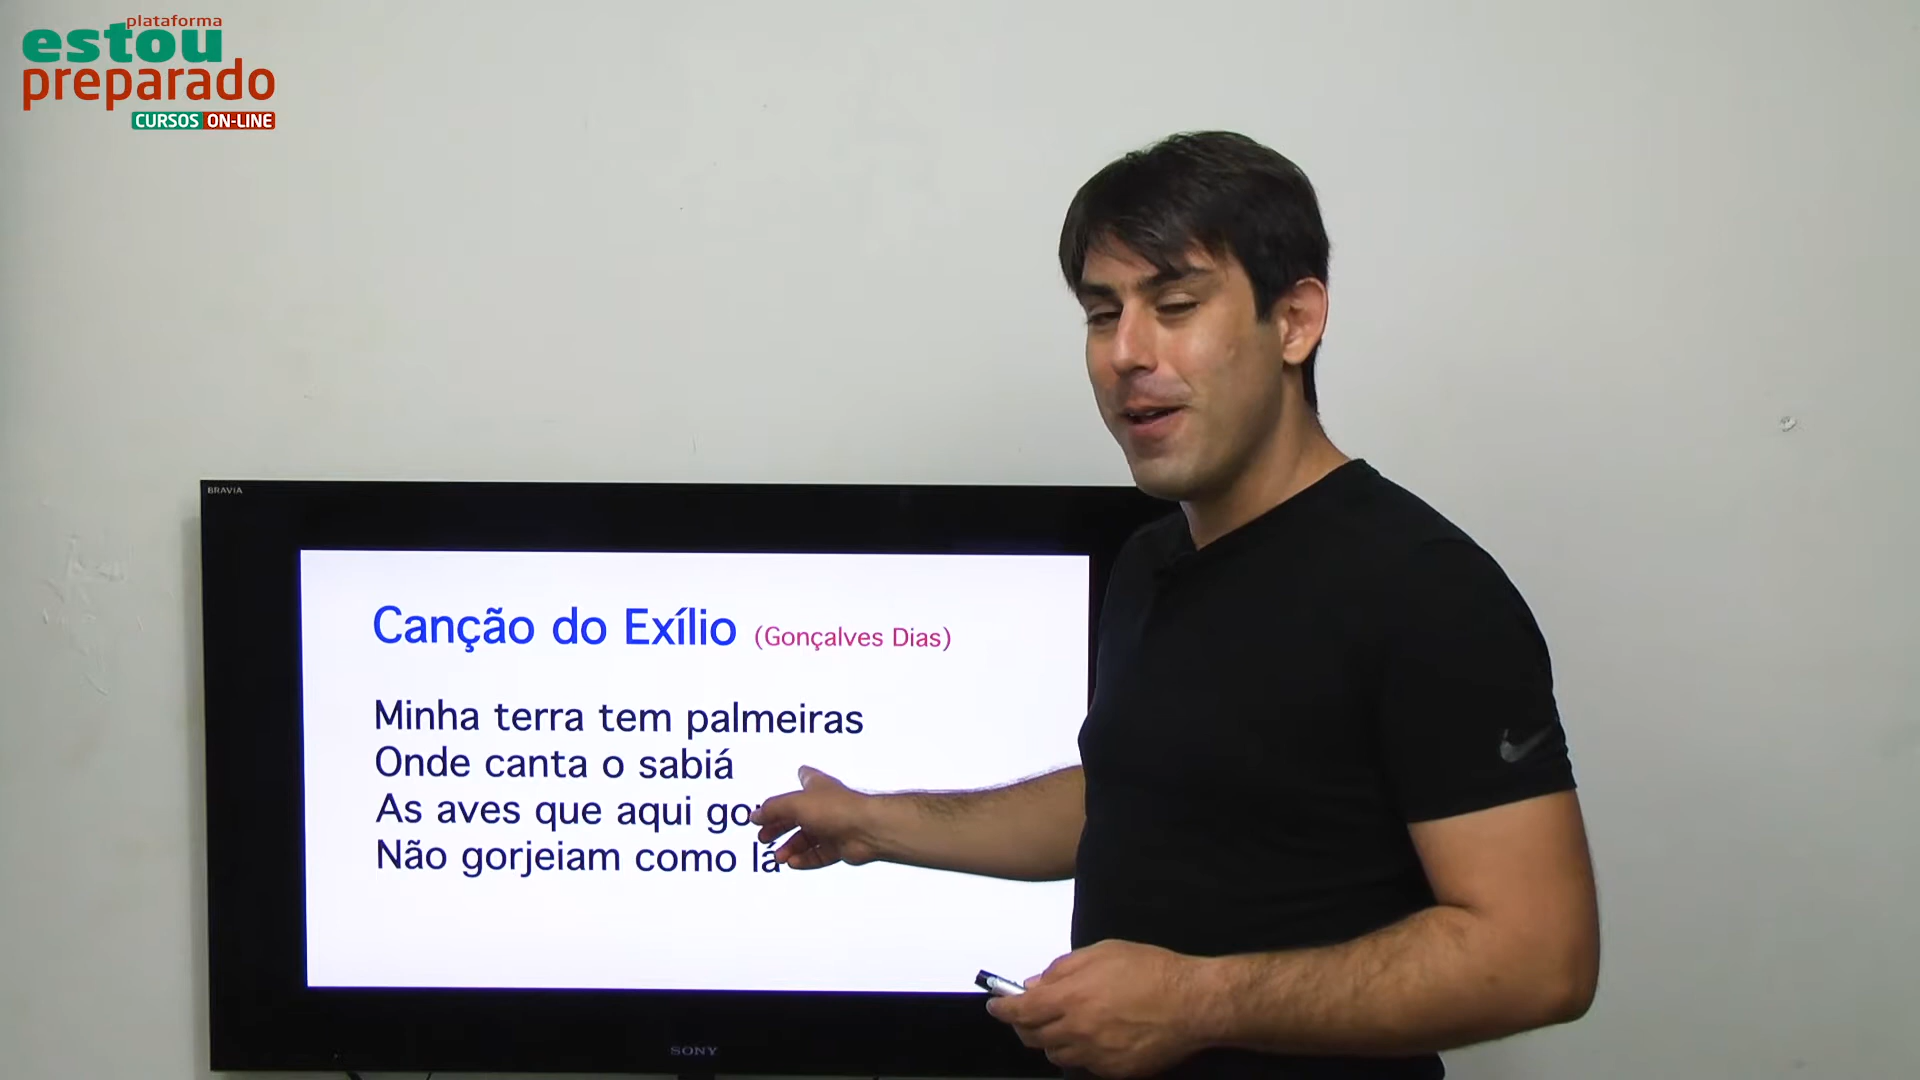 plataforma
estou
preparado
CURSOS ON-LINE
BRAVIA
Canção do Exílio (Gonçalves Dias)
Minha terra tem palmeiras
Onde canta o sabiá
As aves que aqui
Não gorjeiam como lá
SONY